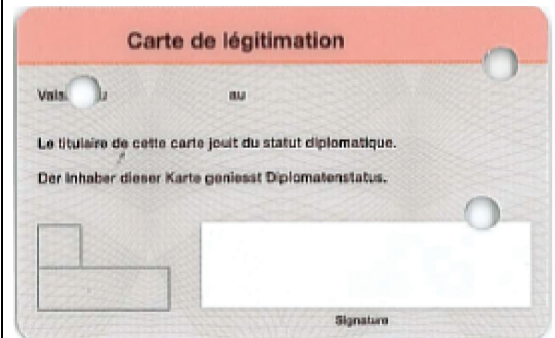 Carte de légitimation
au
Le titulaire de cette carte jouit du statut diplomatique.
Der Inhaber dieser Karte geniesst Diplomatenstatus.
Signature